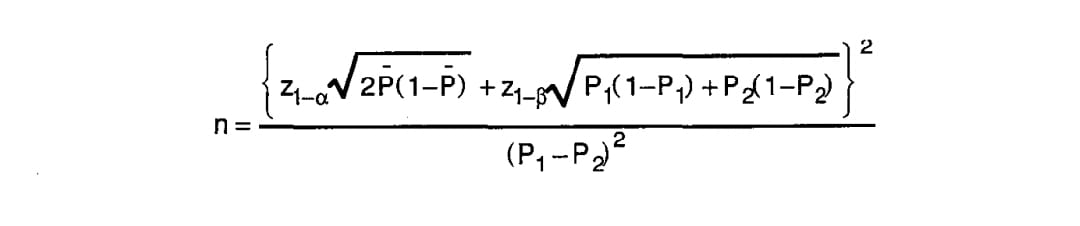 n = { z₁₋α √2P̄(1–P̄) + z₁₋β √P₁(1–P₁) + P₂(1–P₂) }² / (P₁ – P₂)²